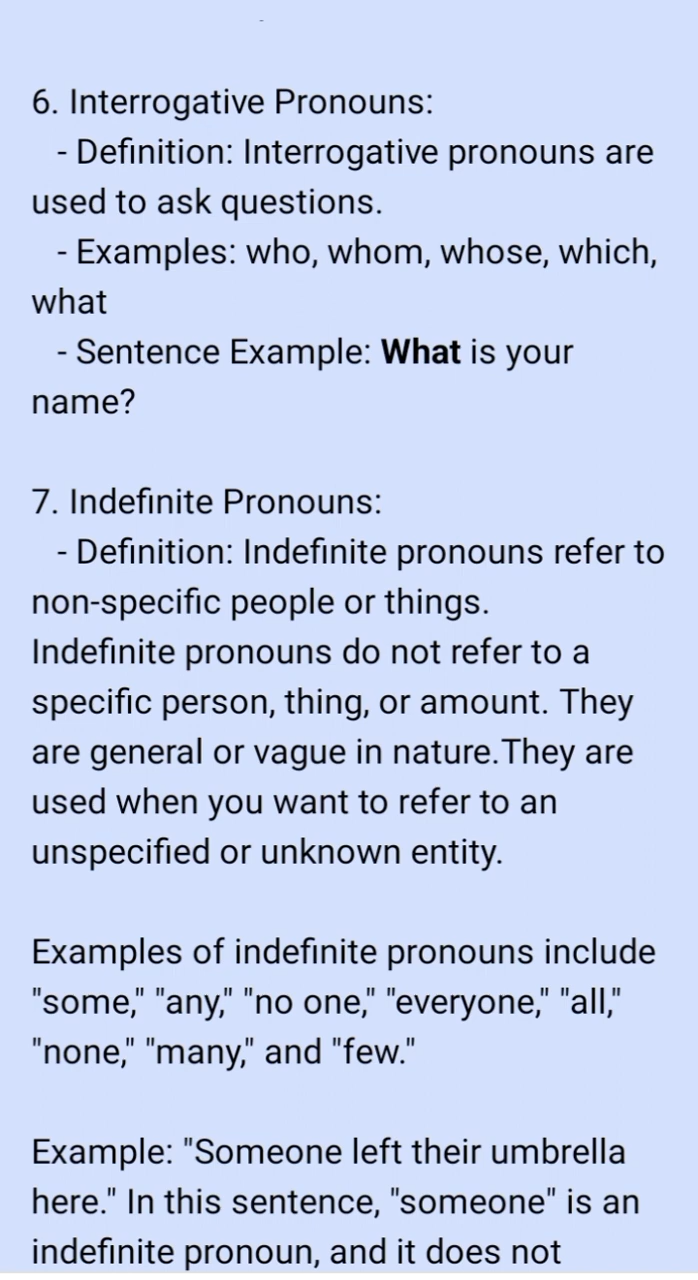 6. Interrogative Pronouns:
- Definition: Interrogative pronouns are
used to ask questions.
- Examples: who, whom, whose, which,
what
- Sentence Example: What is your
name?
7. Indefinite Pronouns:
- Definition: Indefinite pronouns refer to
non-specific people or things.
Indefinite pronouns do not refer to a
specific person, thing, or amount. They
are general or vague in nature.They are
used when you want to refer to an
unspecified or unknown entity.
Examples of indefinite pronouns include
"some," "any," "no one," "everyone," "all,"
"none," "many," and "few."
Example: "Someone left their umbrella
here." In this sentence, "someone" is an
indefinite pronoun, and it does not